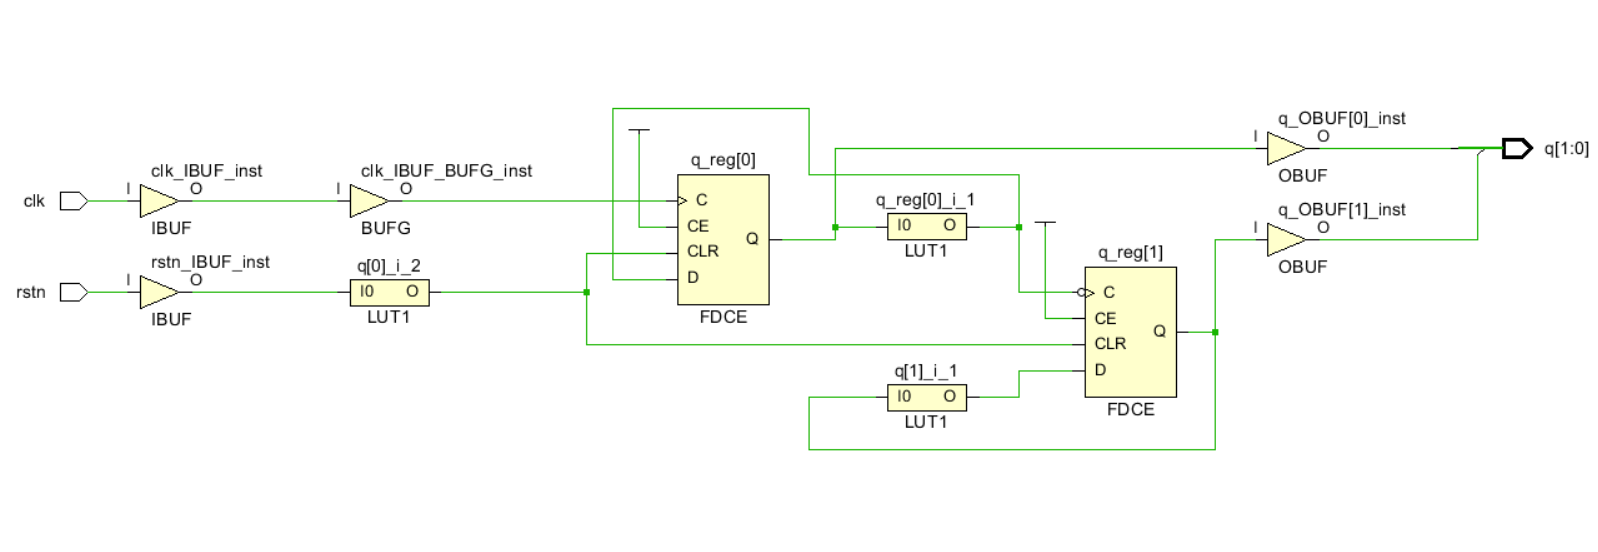 clk
clk_IBUF_inst
I
O
IBUF
clk_IBUF_BUFG_inst
I
O
BUFG
rstn
rstn_IBUF_inst
I
O
IBUF
q[0]_i_2
I0
O
LUT1
q_reg[0]
C
CE
CLR
D
Q
FDCE
q_reg[0]_i_1
I0
O
LUT1
q[1]_i_1
I0
O
LUT1
q_reg[1]
C
CE
CLR
D
Q
FDCE
q_OBUF[0]_inst
I
O
OBUF
q_OBUF[1]_inst
I
O
OBUF
q[1:0]